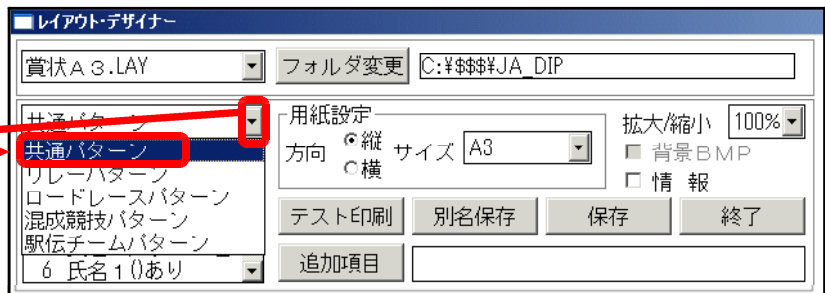 レイアウト・デザイナー
賞状A3.LAY
フォルダ変更
C:¥$$$¥JA_DIP
共通パターン
共通パターン
リレーパターン
ロードレースパターン
混成競技パターン
駅伝チームパターン
6 氏名1()あり
用紙設定
方向
縦
横
サイズ
A3
拡大/縮小
100%
背景BMP
情 報
テスト印刷
別名保存
保存
終了
追加項目